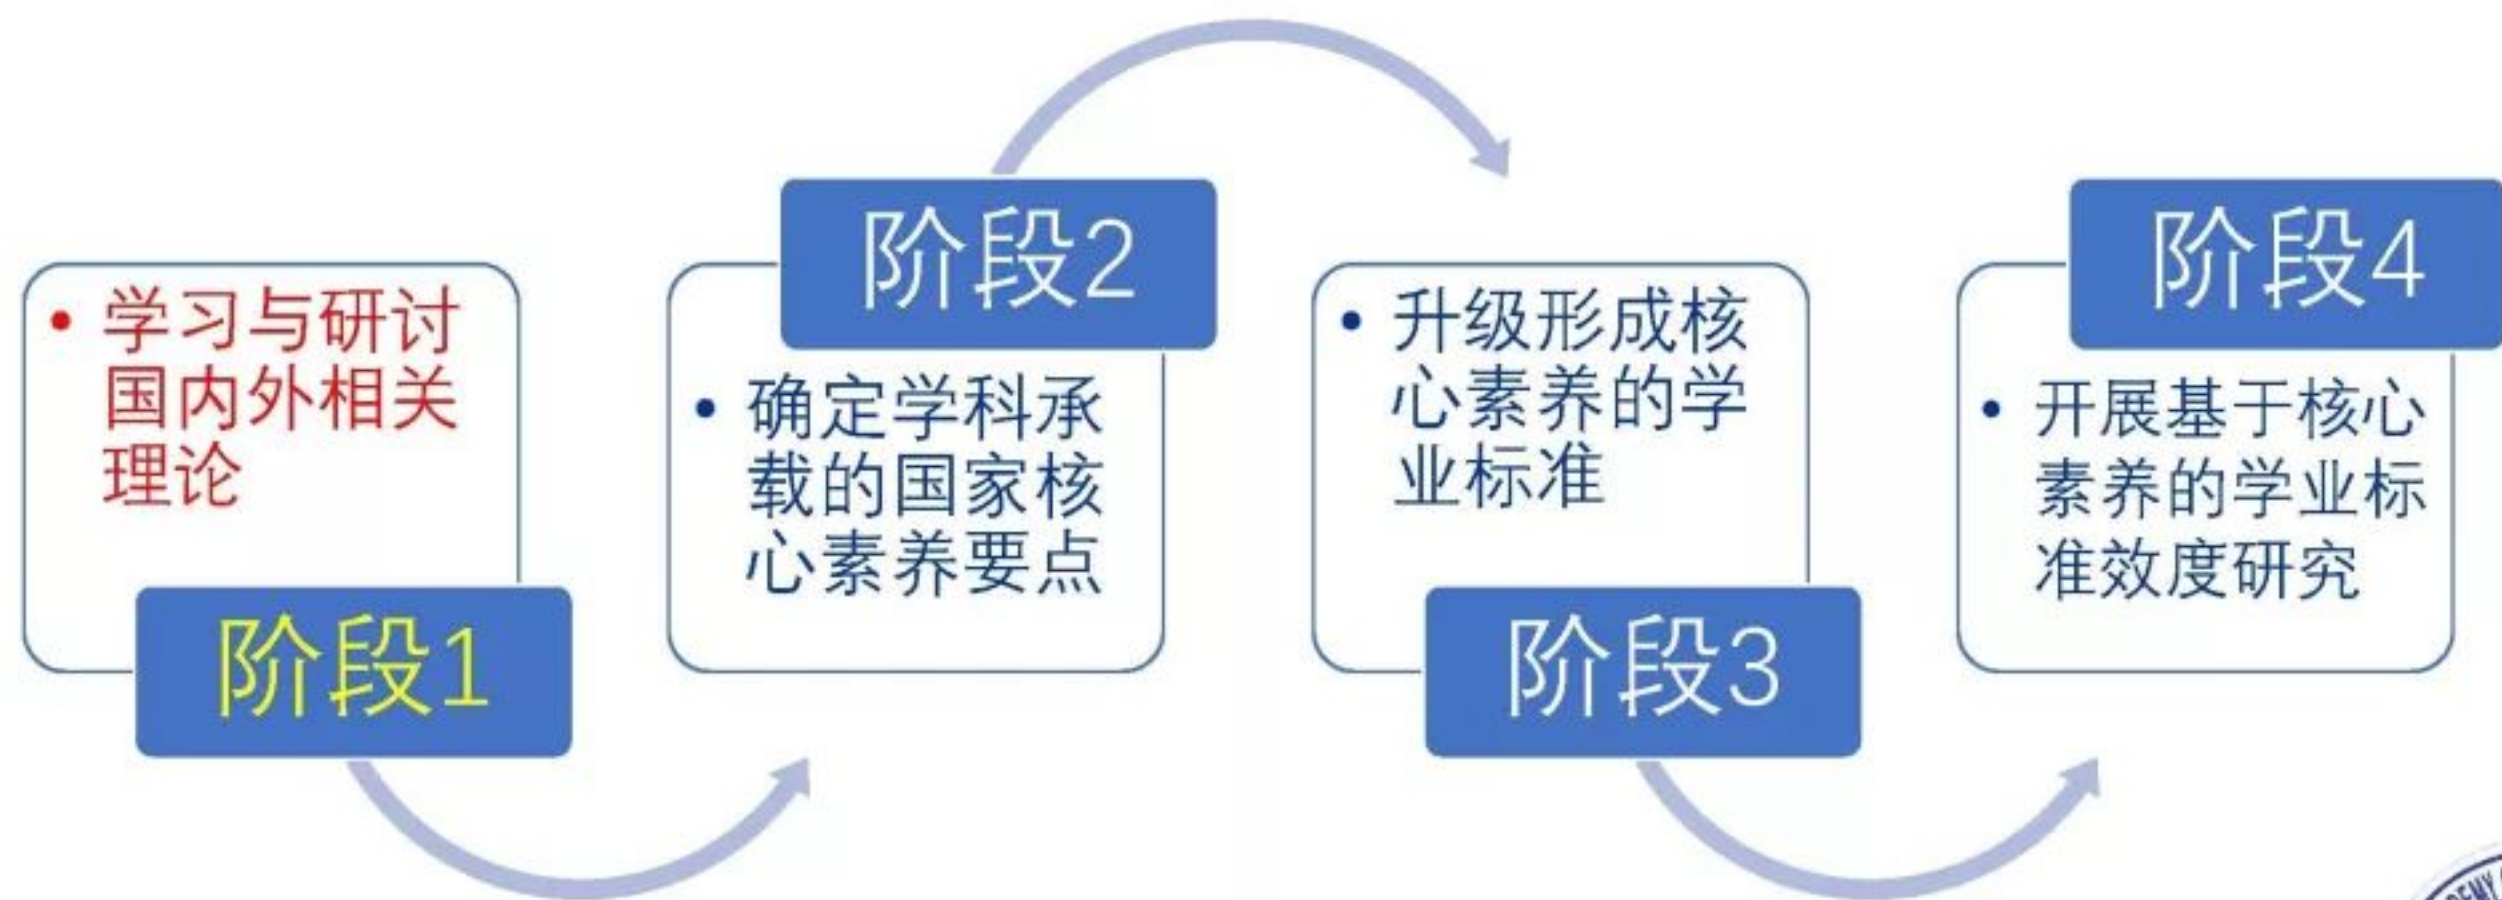 • 学习与研讨
国内外相关
理论
阶段1
阶段2
• 确定学科承
载的国家核
心素养要点
• 升级形成核
心素养的学
业标准
阶段3
阶段4
• 开展基于核心
素养的学业标
准效度研究